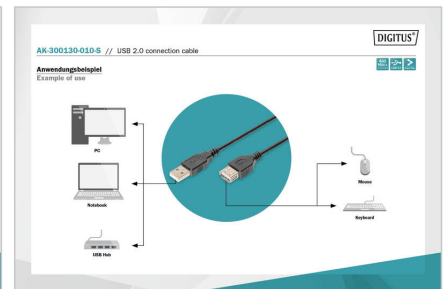 DIGITUS®
AK-300130-010-S // USB 2.0 connection cable
Anwendungsbeispiel
Example of use
PC
Notebook
USB Hub
Mouse
Keyboard